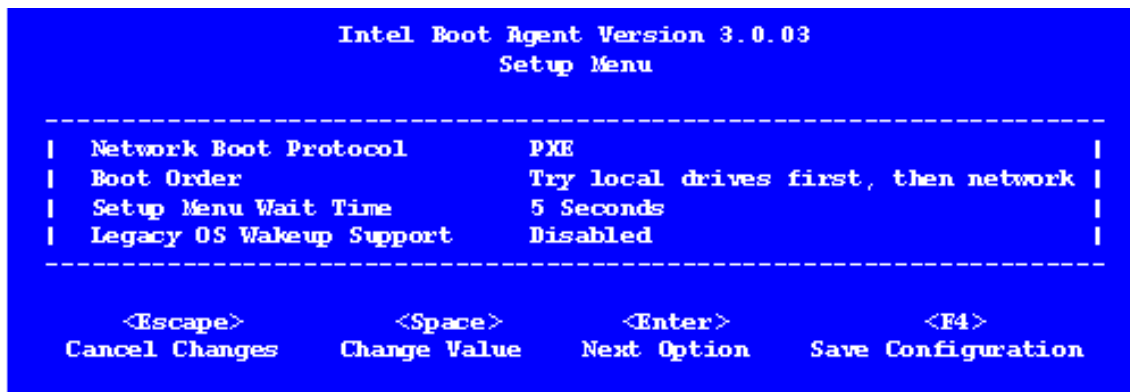 Intel Boot Agent Version 3.0.03
Setup Menu
Network Boot Protocol PXE
Boot Order Try local drives first, then network
Setup Menu Wait Time 5 Seconds
Legacy OS Wakeup Support Disabled
<Escape> <Space> <Enter> <F4>
Cancel Changes Change Value Next Option Save Configuration